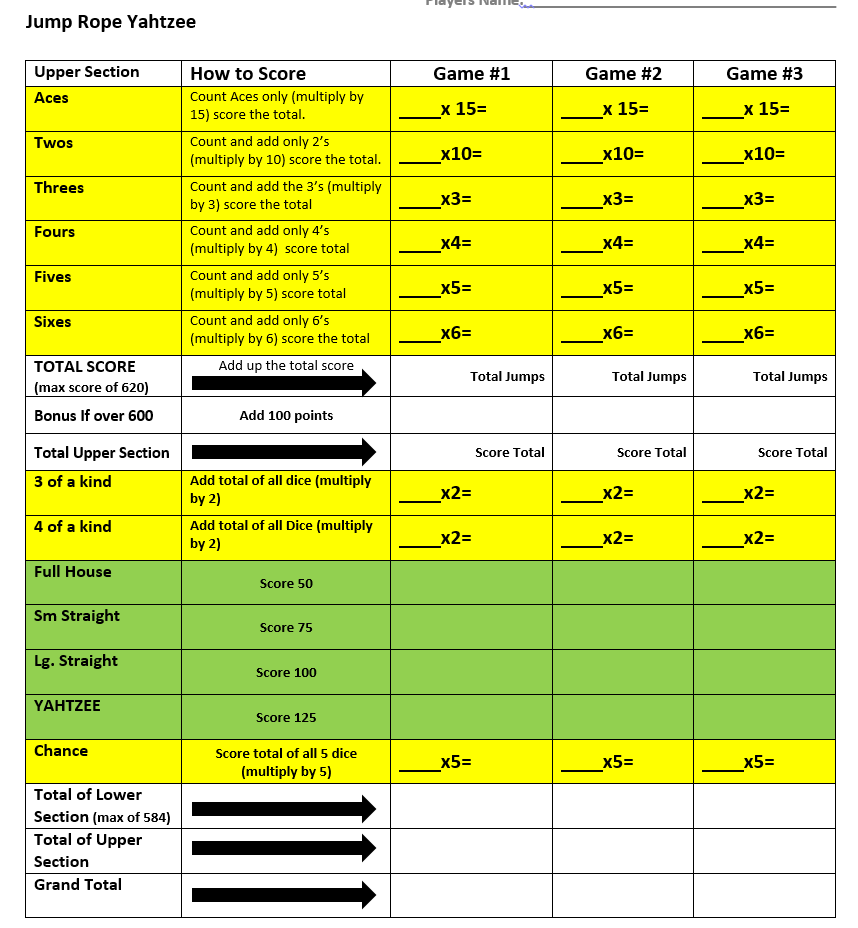 Players Name:
Jump Rope Yahtzee
Upper Section How to Score Game #1 Game #2 Game #3
Aces Count Aces only (multiply by
15) score the total. ____x 15= ____x 15= ____x 15=
Twos Count and add only 2’s
(multiply by 10) score the total. ____x10= ____x10= ____x10=
Threes Count and add the 3’s (multiply
by 3) score the total ____x3= ____x3= ____x3=
Fours Count and add only 4’s
(multiply by 4) score total ____x4= ____x4= ____x4=
Fives Count and add only 5’s
(multiply by 5) score total ____x5= ____x5= ____x5=
Sixes Count and add only 6’s
(multiply by 6) score the total ____x6= ____x6= ____x6=
TOTAL SCORE Add up the total score
(max score of 620) Total Jumps Total Jumps Total Jumps
Bonus If over 600 Add 100 points
Total Upper Section Score Total Score Total Score Total
3 of a kind Add total of all dice (multiply
by 2) ____x2= ____x2= ____x2=
4 of a kind Add total of all Dice (multiply
by 2) ____x2= ____x2= ____x2=
Full House Score 50
Sm Straight Score 75
Lg. Straight Score 100
YAHTZEE Score 125
Chance Score total of all 5 dice
(multiply by 5) ____x5= ____x5= ____x5=
Total of Lower
Section (max of 584)
Total of Upper
Section
Grand Total